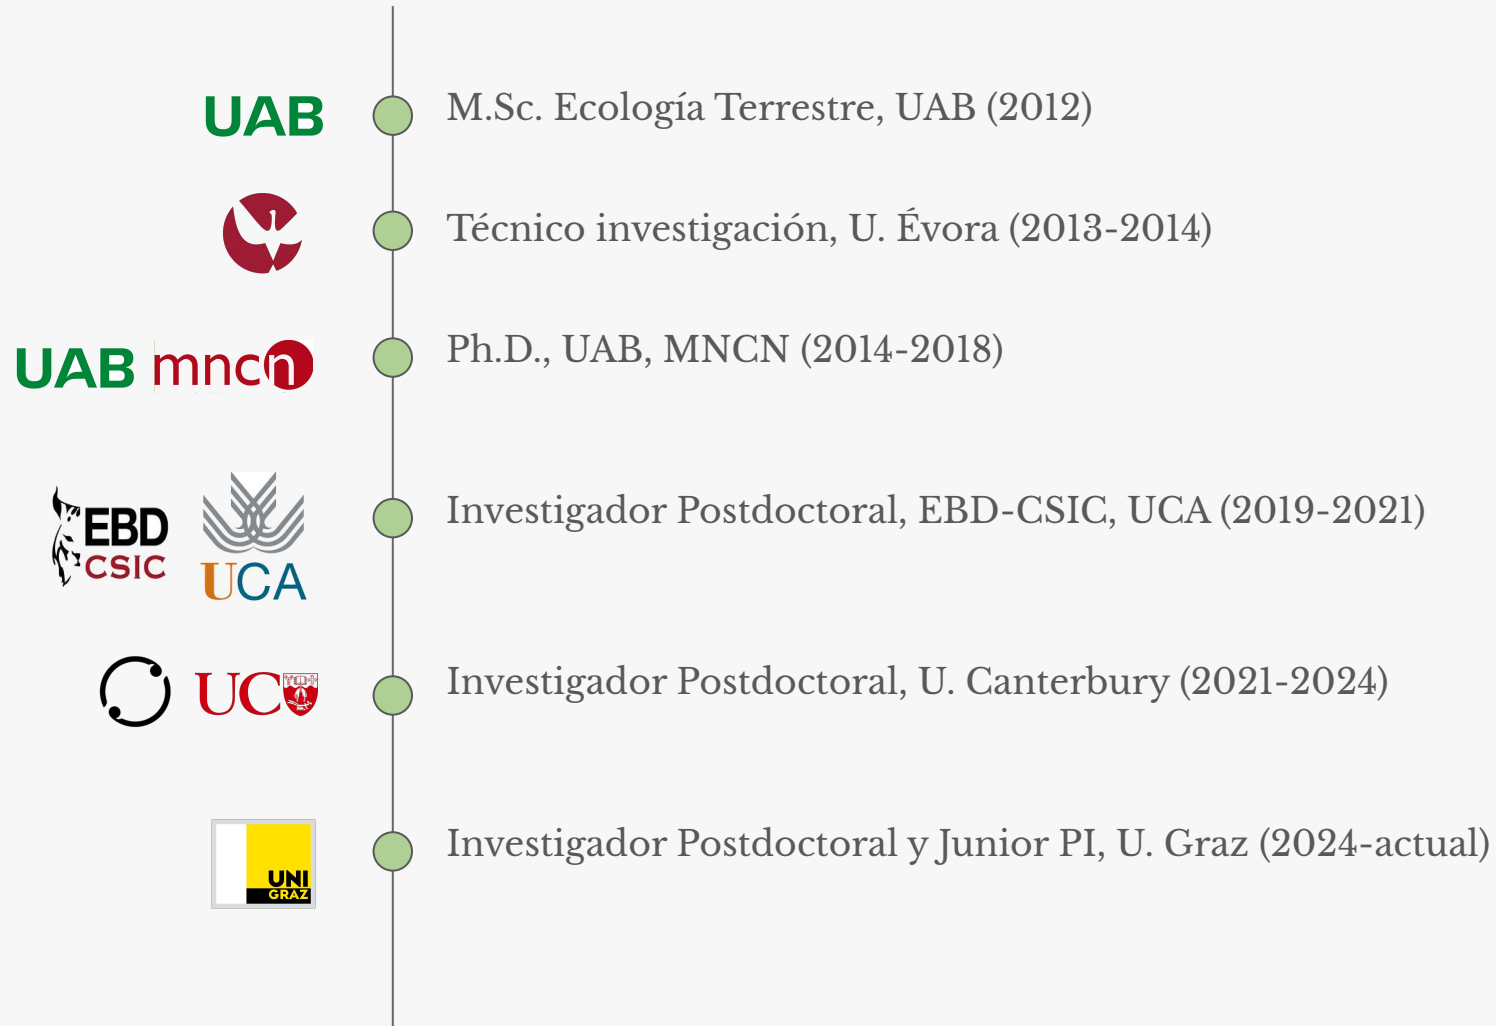 UAB
M.Sc. Ecología Terrestre, UAB (2012)
Técnico investigación, U. Évora (2013-2014)
UAB mncn
Ph.D., UAB, MNCN (2014-2018)
EBD
CSIC
UCA
Investigador Postdoctoral, EBD-CSIC, UCA (2019-2021)
UC
Investigador Postdoctoral, U. Canterbury (2021-2024)
UNI
GRAZ
Investigador Postdoctoral y Junior PI, U. Graz (2024-actual)